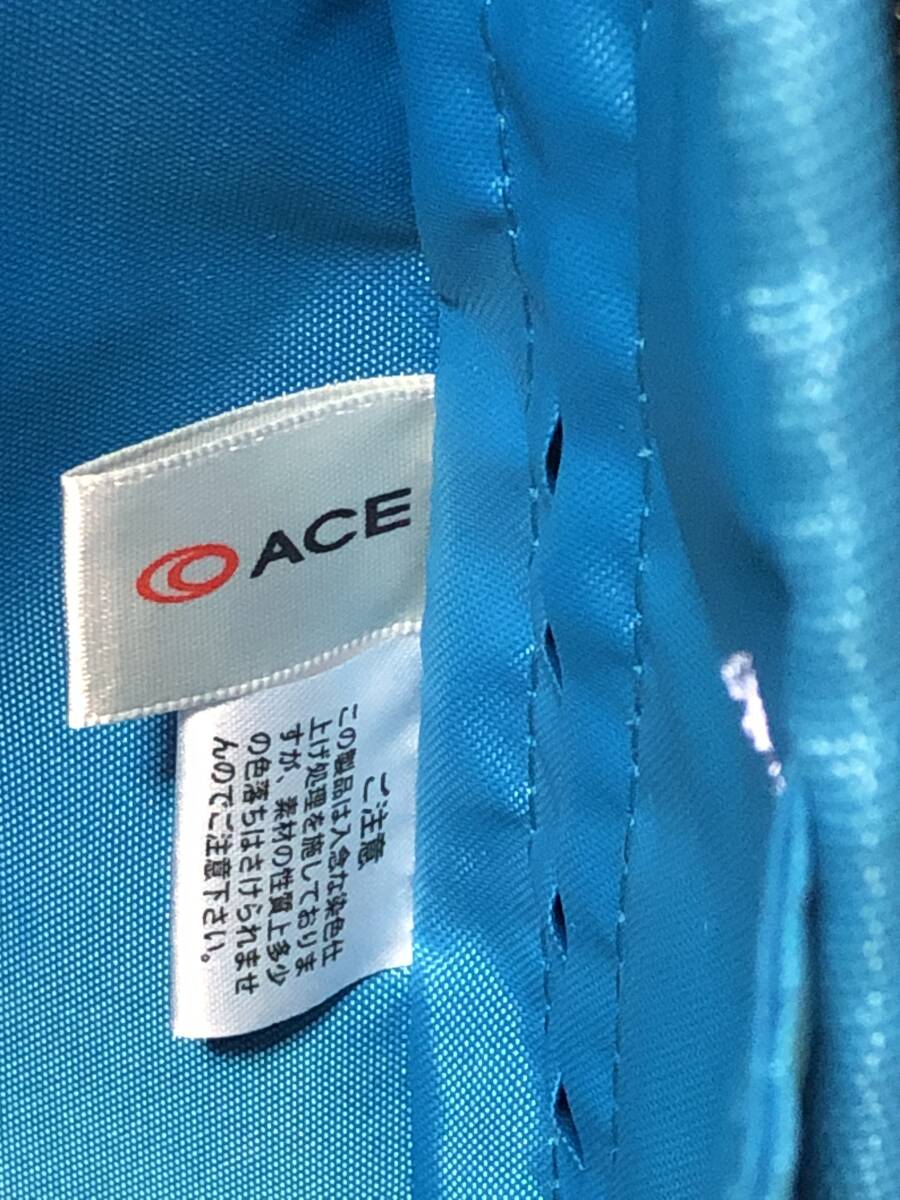 ACE
ご注意
この製品は入念な染色仕
上げ処理を施しておりま
すが、素材の性質上多少
の色落ちはさけられませ
んのでご注意下さい。